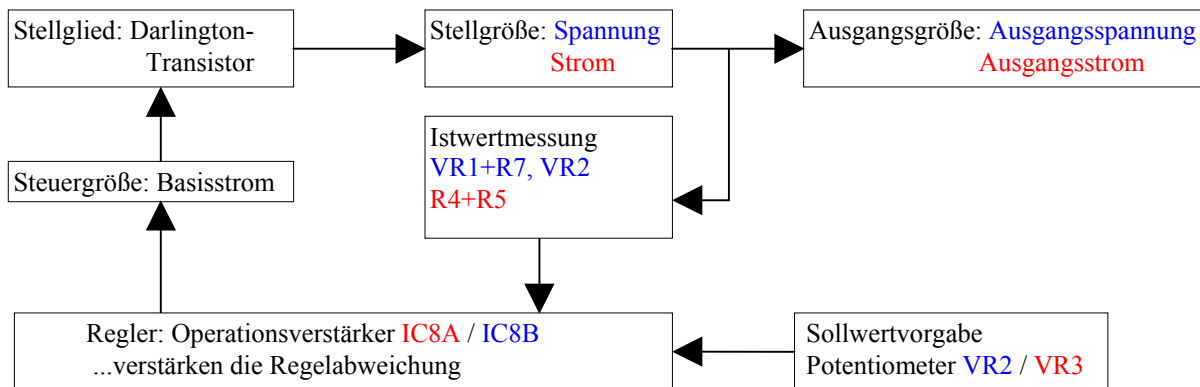 Stellglied: Darlington-
Transistor
Stellgröße: Spannung
Strom
Ausgangsgröße: Ausgangsspannung
Ausgangsstrom
Istwertmessung
VR1+R7, VR2
R4+R5
Steuergröße: Basisstrom
Regler: Operationsverstärker IC8A / IC8B
...verstärken die Regelabweichung
Sollwertvorgabe
Potentiometer VR2 / VR3